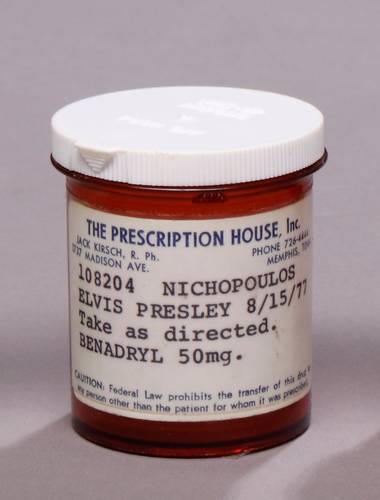 THE PRESCRIPTION HOUSE, Inc.
JACK KIRSCH, R. Ph.
MADISON AVE.
PHONE 726-
MEMPHIS,
108204 NICHOPOULOS
ELVIS PRESLEY 8/15/77
Take as directed.
BENADRYL 50mg.
CAUTION: Federal Law prohibits the transfer of this drug
any person other than the patient for whom it was prescribed.